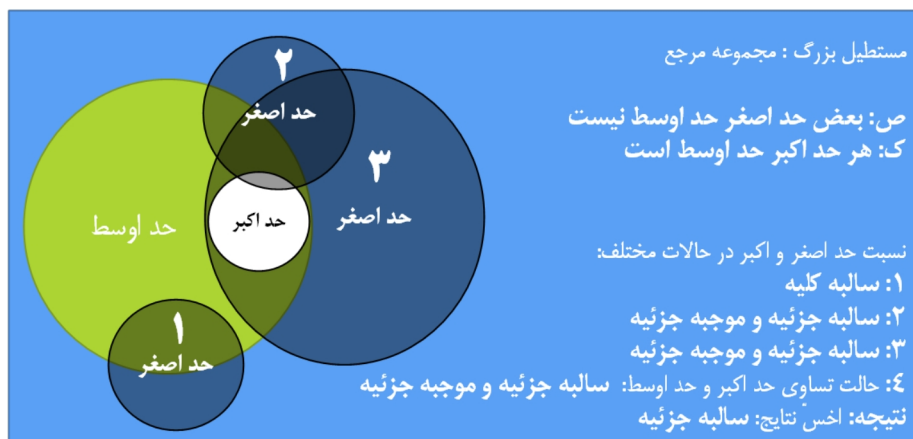 مستطیل بزرگ : مجموعه مرجع
ص: بعض حد اصغر حد اوسط نیست
ک: هر حد اکبر حد اوسط است
نسبت حد اصغر و اکبر در حالات مختلف:
۱: سالبه کلیه
۲: سالبه جزئیه و موجبه جزئیه
۳: سالبه جزئیه و موجبه جزئیه
٤: حالت تساوی حد اکبر و حد اوسط: سالبه جزئیه و موجبه جزئیه
نتیجه: اخسّ نتایج: سالبه جزئیه
۲
حد اصغر
۳
حد اصغر
حد اکبر
حد اوسط
۱
حد اصغر